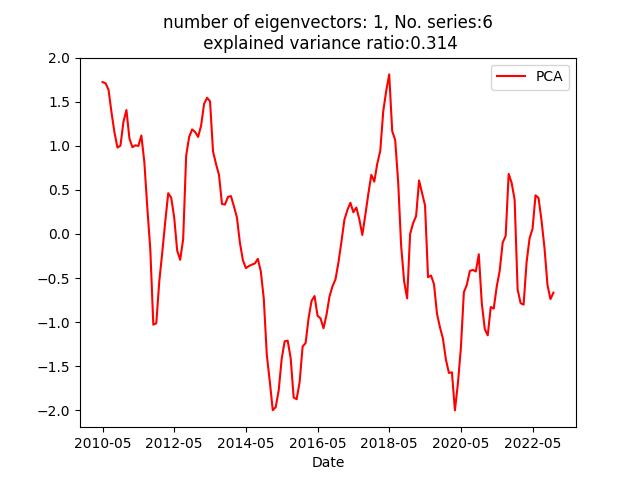 number of eigenvectors: 1, No. series:6
explained variance ratio:0.314
PCA
2.0
1.5
1.0
0.5
0.0
−0.5
−1.0
−1.5
−2.0
2010-05 2012-05 2014-05 2016-05 2018-05 2020-05 2022-05
Date